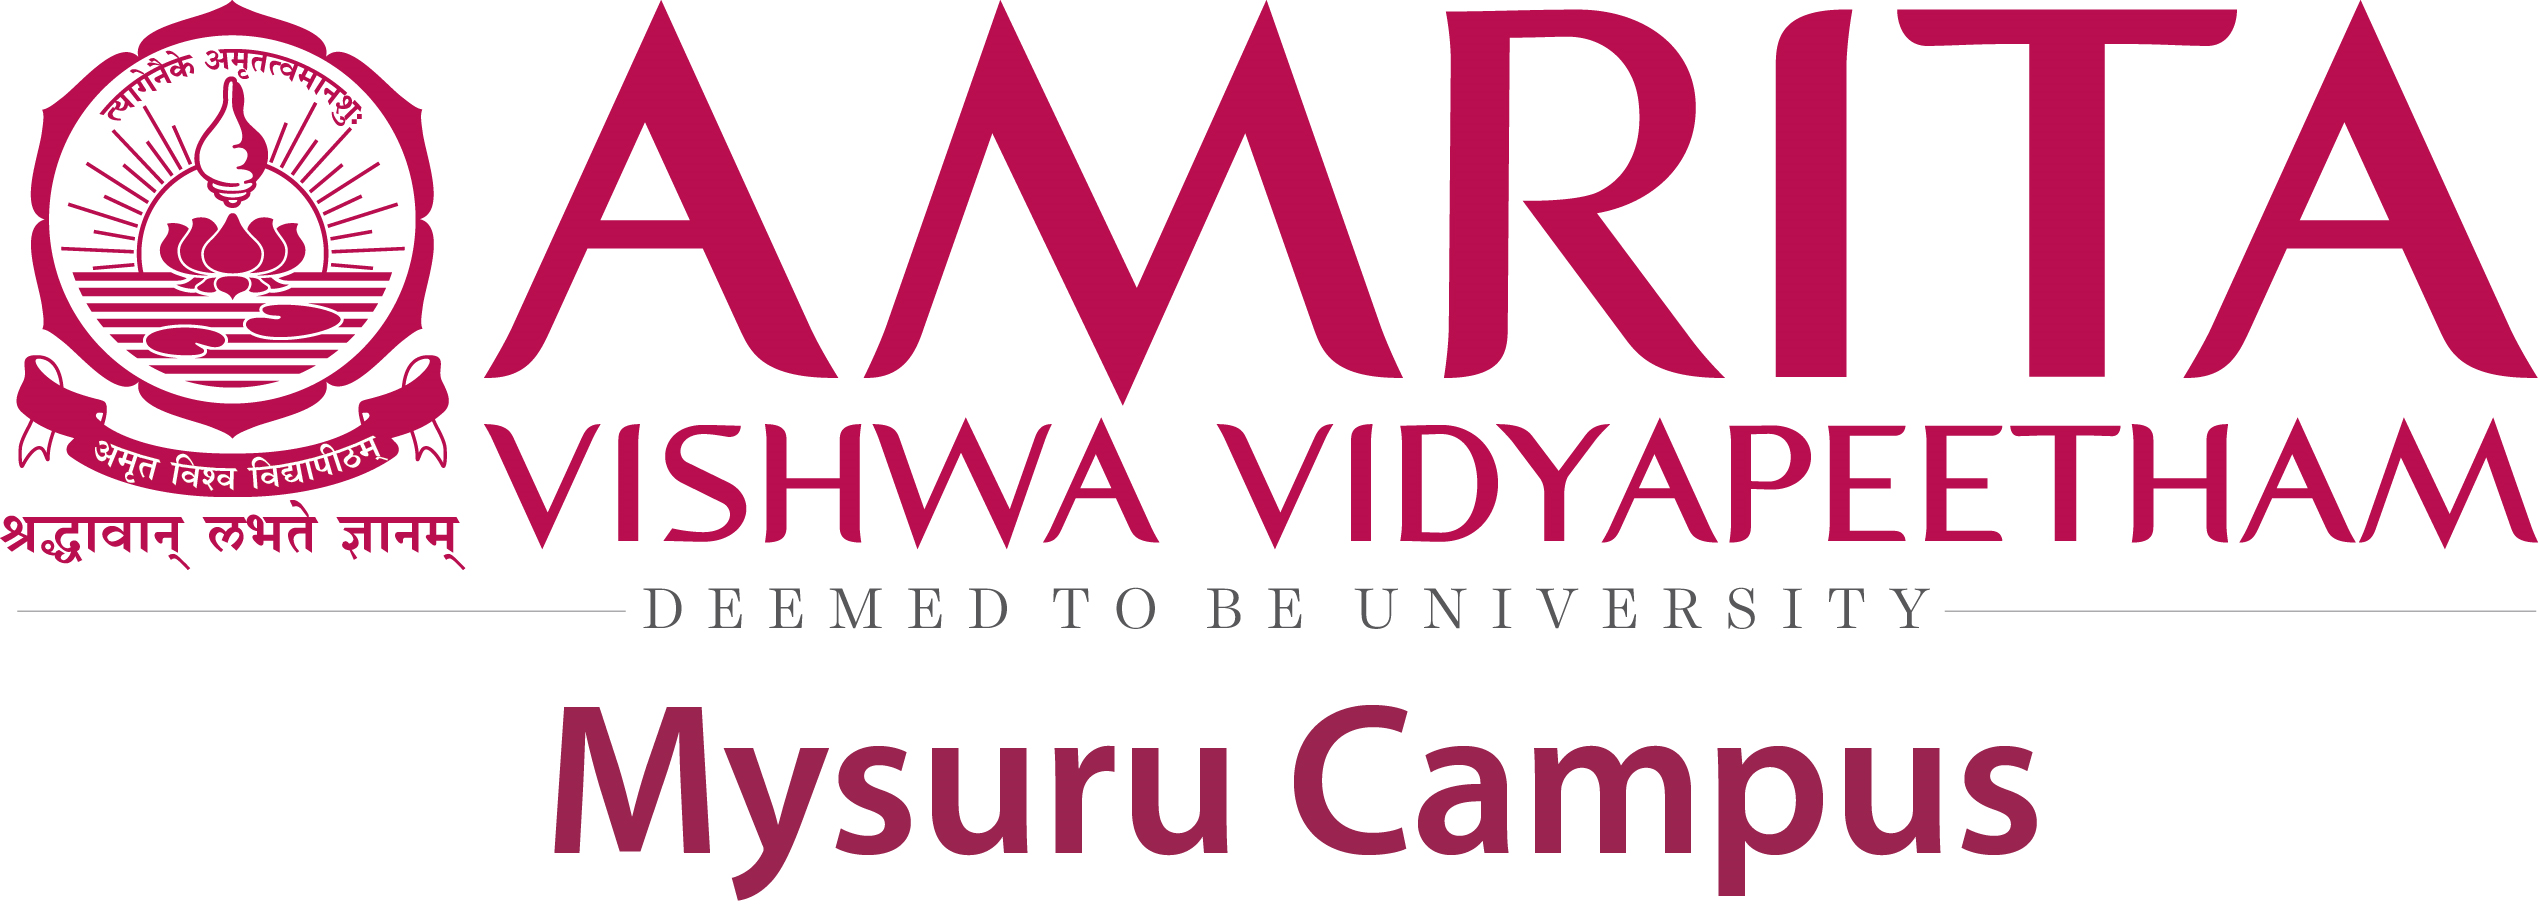 त्यागेनैके अमृतत्वमानशुः
अमृत विश्व विद्यापीठम्
श्रद्धावान् लभते ज्ञानम्
AMRITA
VISHWA VIDYAPEETHAM
DEEMED TO BE UNIVERSITY
Mysuru Campus